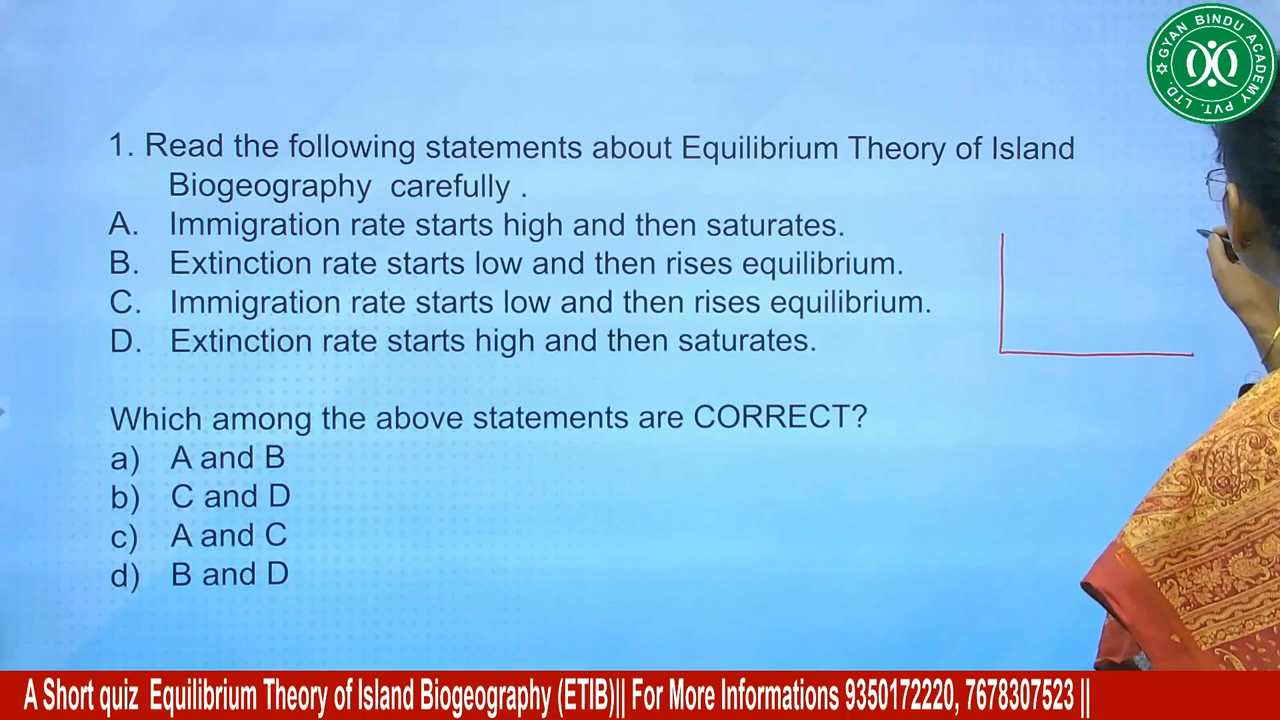 GYAN BINDU ACADEMY PVT. LTD.
1. Read the following statements about Equilibrium Theory of Island
Biogeography carefully .
A. Immigration rate starts high and then saturates.
B. Extinction rate starts low and then rises equilibrium.
C. Immigration rate starts low and then rises equilibrium.
D. Extinction rate starts high and then saturates.
Which among the above statements are CORRECT?
a) A and B
b) C and D
c) A and C
d) B and D
A Short quiz Equilibrium Theory of Island Biogeography (ETIB)|| For More Informations 9350172220, 7678307523 ||